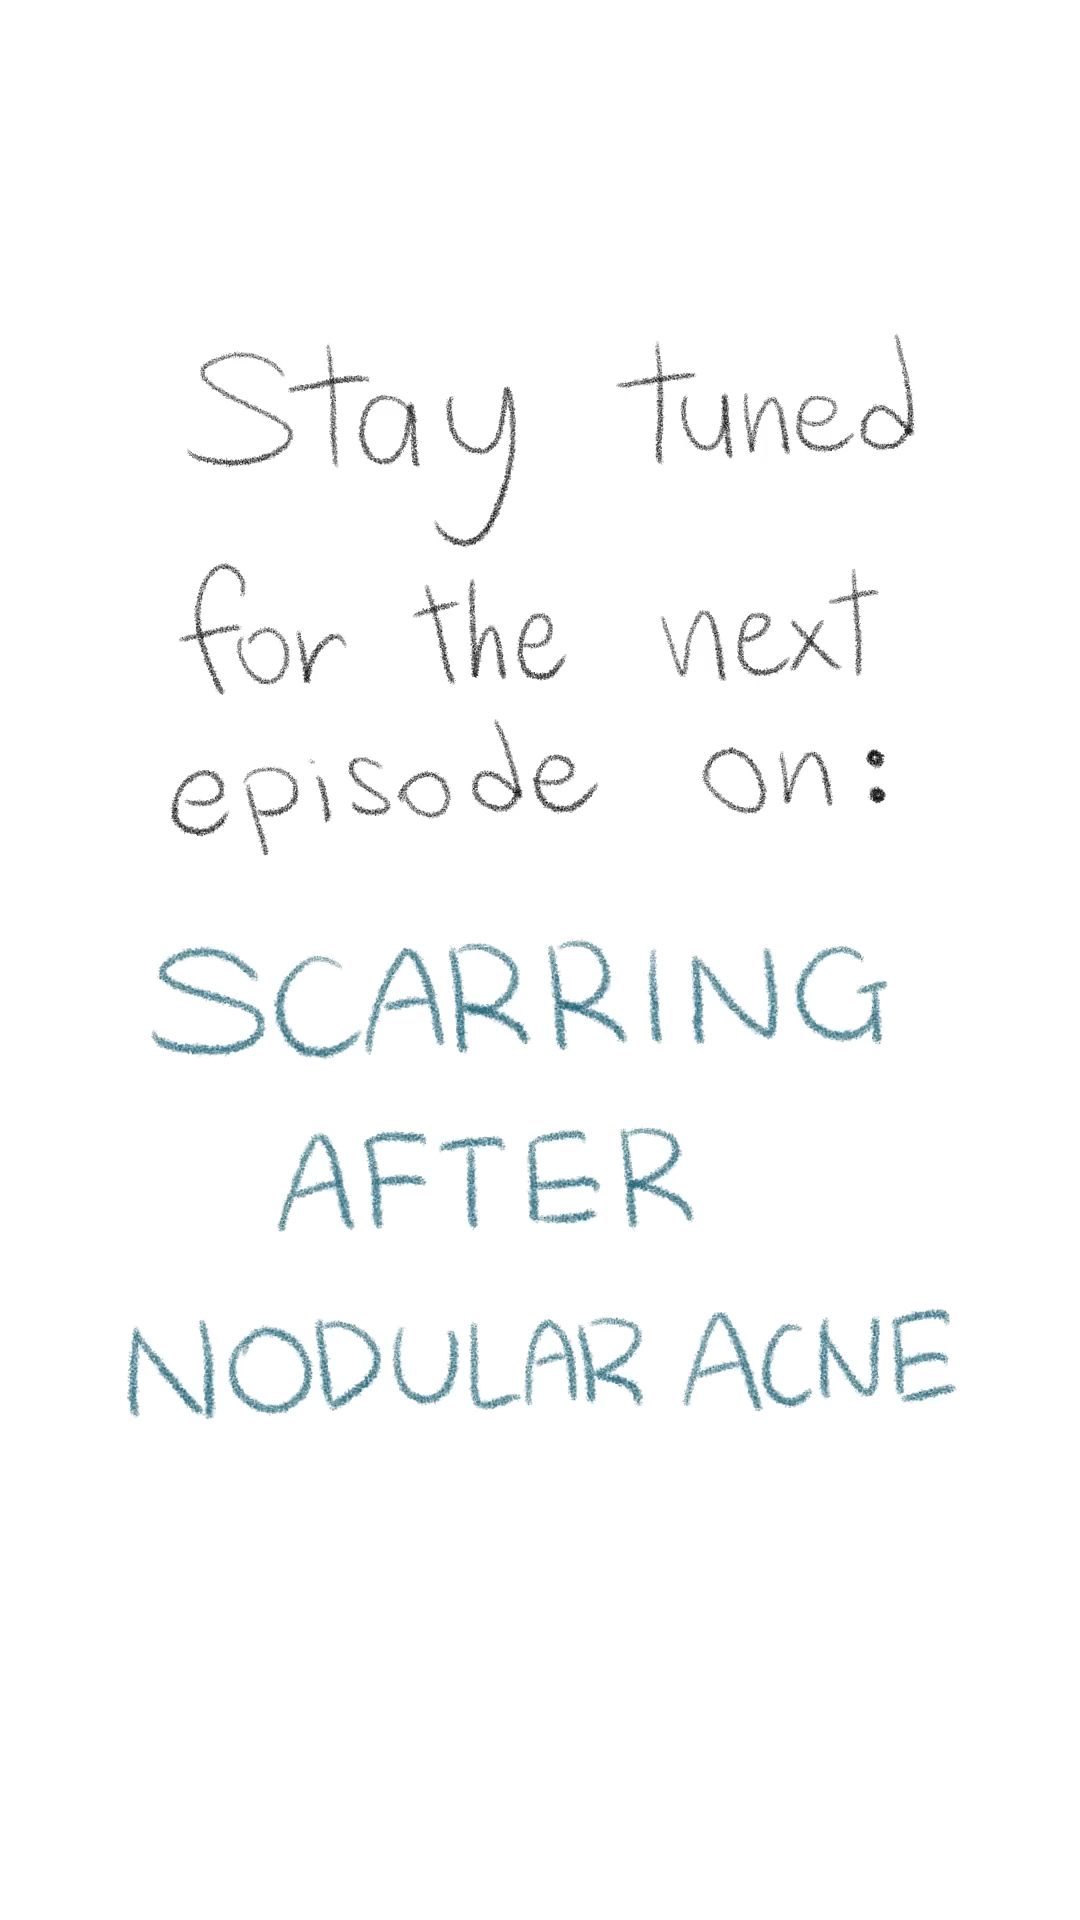 Stay tuned
for the next
episode on:
SCARRING
AFTER
NODULAR ACNE